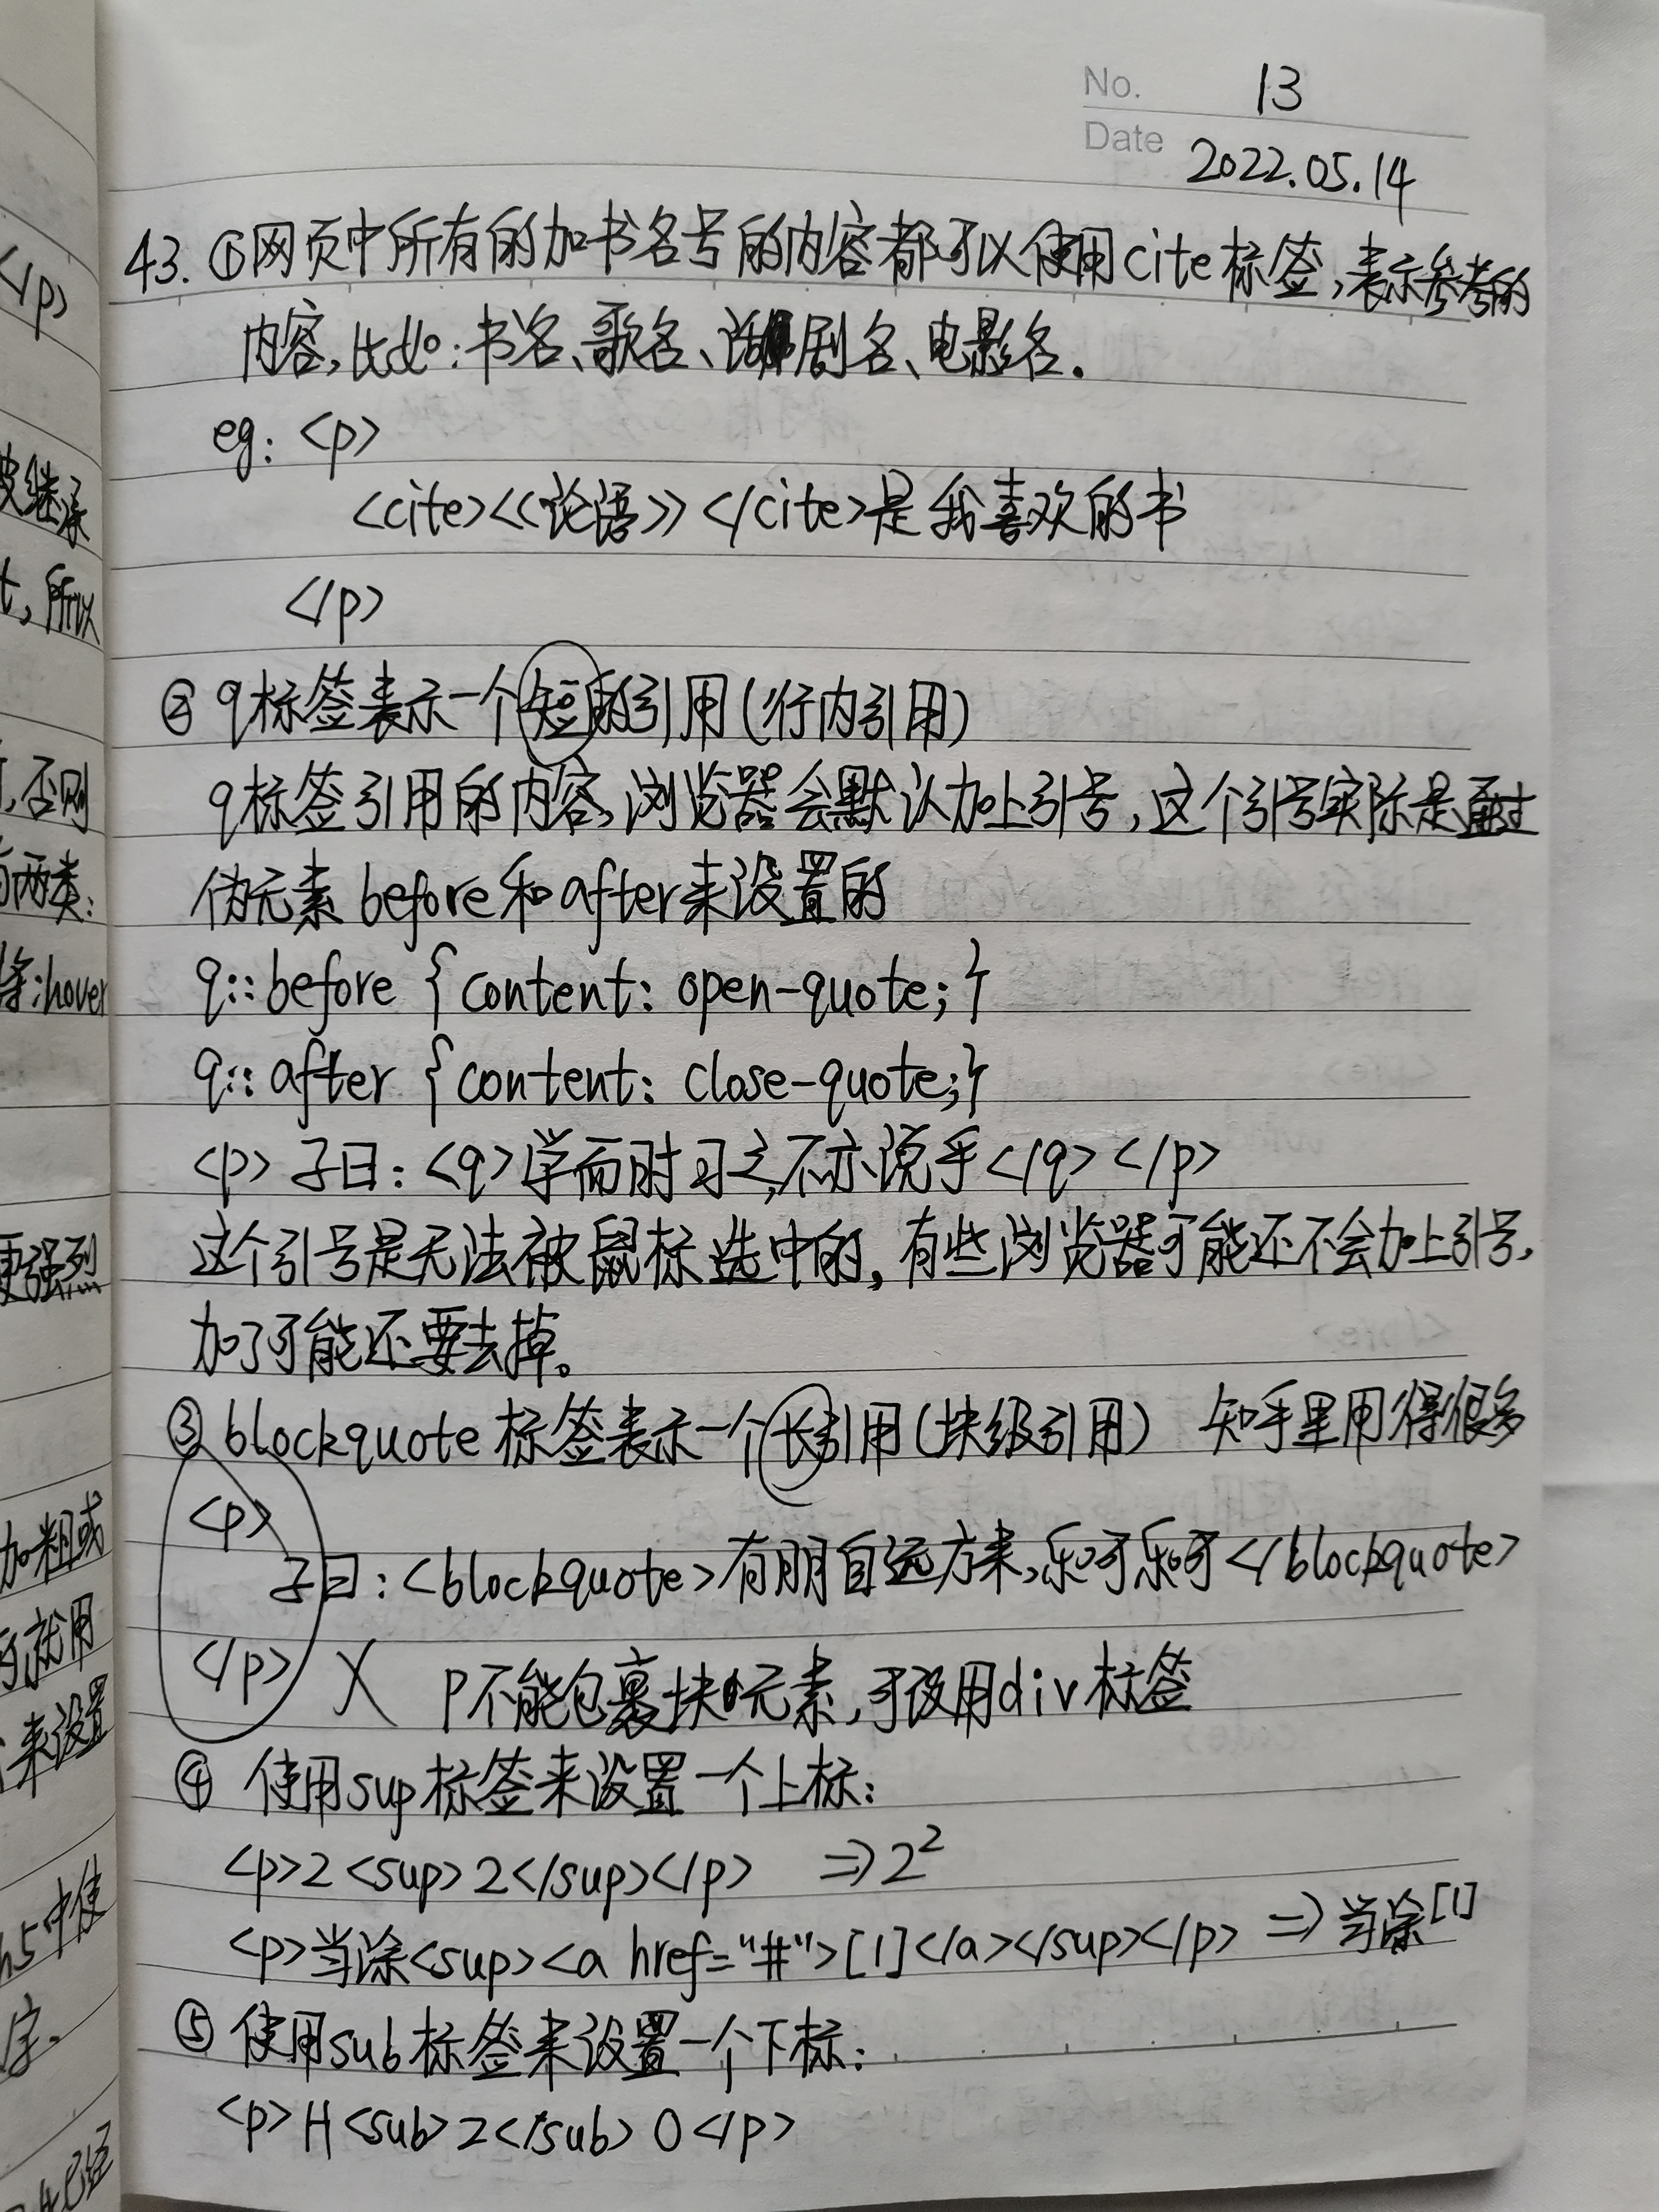 No. 13
Date 2022.05.14
43. ①网页中所有的加书名号的内容都可以使用cite标签,表示参考的
内容,比如:书名、歌名、话剧名、电影名.
eg: <p>
<cite><<论语>></cite>是我喜欢的书
</p>
② q标签表示一个短的引用(行内引用)
q标签引用的内容,浏览器会默认加上引号,这个引号实际是通过
伪元素before和after来设置的
q::before {content: open-quote;}
q::after {content: close-quote;}
<p>子曰:<q>学而时习之,不亦说乎</q></p>
这个引号是无法被鼠标选中的,有些浏览器可能还不会加上引号,
加了可能还要去掉。
③ blockquote标签表示一个长引用(块级引用) 知乎里用得很多
<p>
子曰:<blockquote>有朋自远方来,乐呵乐呵</blockquote>
</p> X p不能包裹块元素,可改用div标签
④ 使用sup标签来设置一个上标:
<p>2<sup>2</sup></p> => 2²
<p>当涂<sup><a href="#">[1]</a></sup></p> => 当涂[1]
⑤ 使用sub标签来设置一个下标:
<p>H<sub>2</sub>O</p>
</p>
被继承
所以
否则
两类:
:hover
更强烈
加粗或
就用
来设置
h5中使
字.